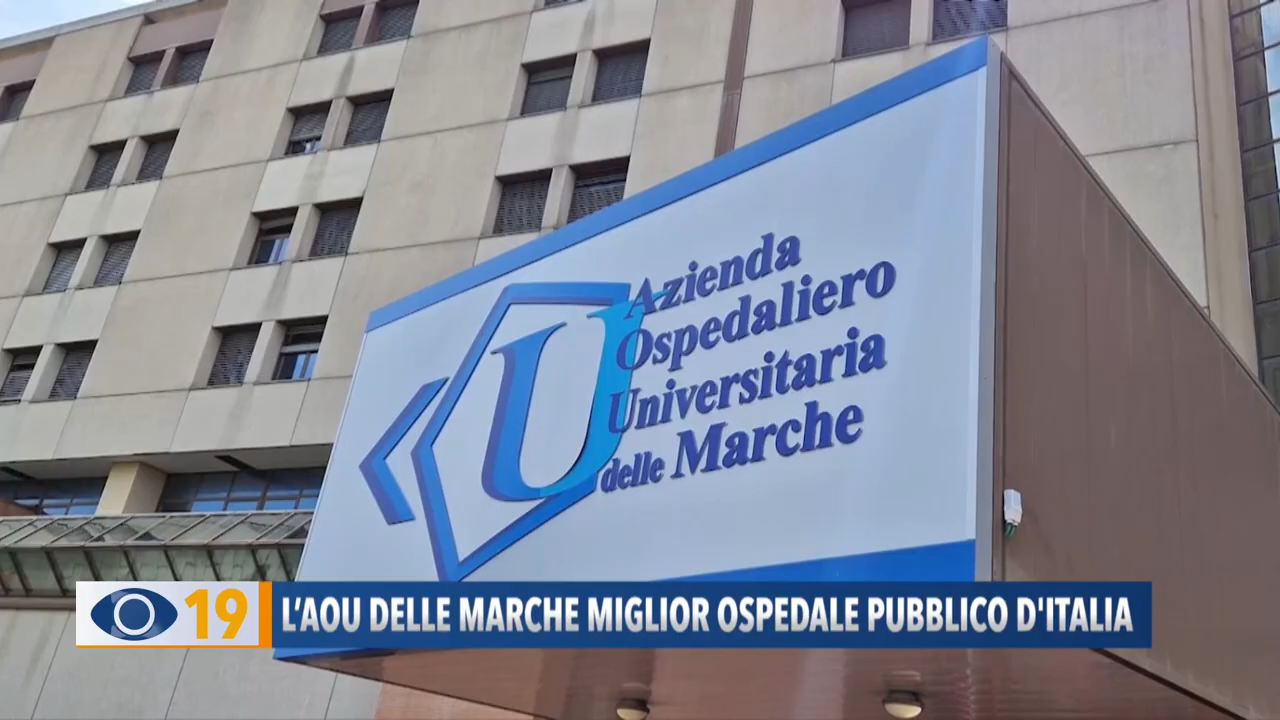 U
Azienda
Ospedaliero
Universitaria
delle Marche
19
L’AOU DELLE MARCHE MIGLIOR OSPEDALE PUBBLICO D'ITALIA